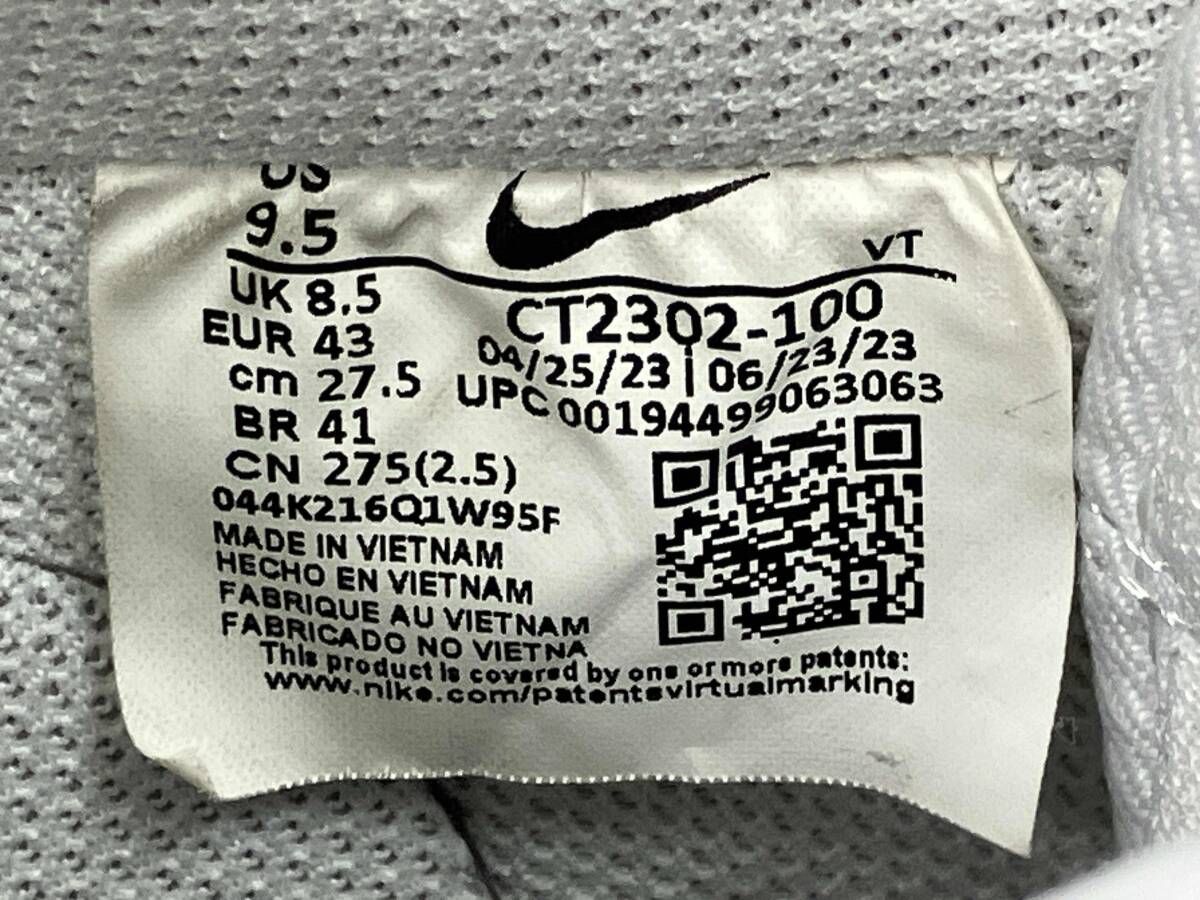 US
9.5
VT
UK 8.5
EUR 43
cm 27.5
BR 41
CN 275(2.5)
CT2302-100
04/25/23 | 06/23/23
UPC 00194499063063
044K216Q1W95F
MADE IN VIETNAM
HECHO EN VIETNAM
FABRIQUE AU VIETNAM
FABRICADO NO VIETNA
This product is covered by one or more patents:
www.nike.com/patentsvirtualmarking